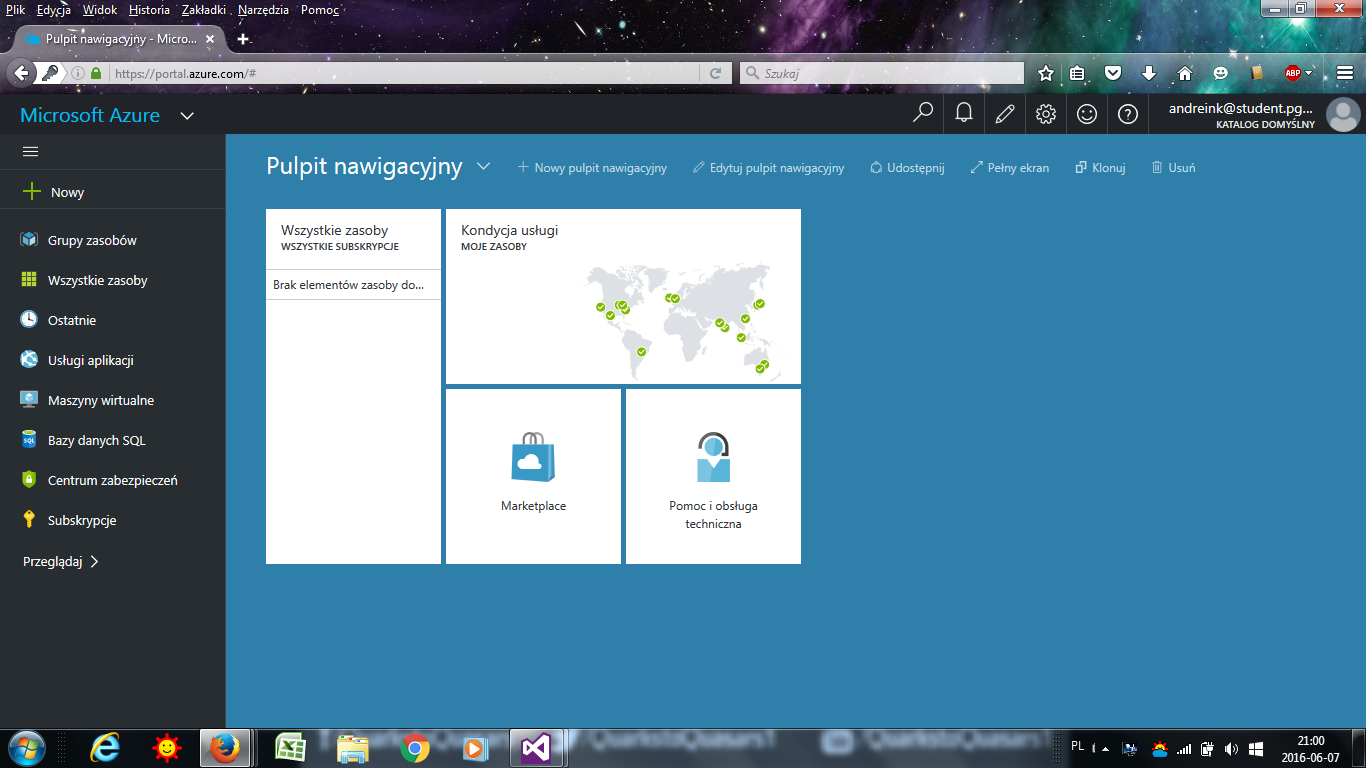 Plik Edycja Widok Historia Zakładki Narzędzia Pomoc
Pulpit nawigacyjny - Micro...
https://portal.azure.com/#
Szukaj
ABP
Microsoft Azure
andreink@student.pg...
KATALOG DOMYŚLNY
Pulpit nawigacyjny
Nowy pulpit nawigacyjny
Edytuj pulpit nawigacyjny
Udostępnij
Pełny ekran
Klonuj
Usuń
Nowy
Grupy zasobów
Wszystkie zasoby
Ostatnie
Usługi aplikacji
Maszyny wirtualne
SQL
Bazy danych SQL
Centrum zabezpieczeń
Subskrypcje
Przeglądaj
Wszystkie zasoby
WSZYSTKIE SUBSKRYPCJE
Brak elementów zasoby do...
Kondycja usługi
MOJE ZASOBY
Marketplace
Pomoc i obsługa
techniczna
PL
21:00
2016-06-07